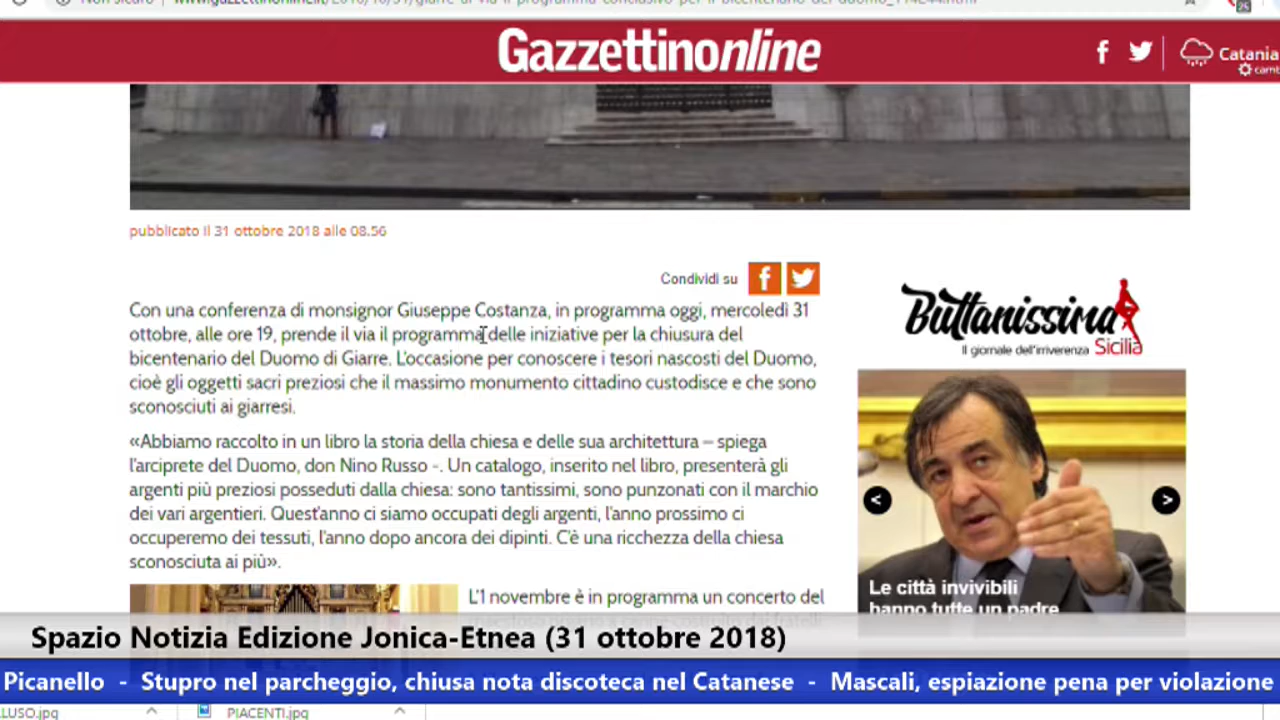 Gazzettinonline
Catania
pubblicato il 31 ottobre 2018 alle 08.56
Condividi su
Con una conferenza di monsignor Giuseppe Costanza, in programma oggi, mercoledì 31
ottobre, alle ore 19, prende il via il programma delle iniziative per la chiusura del
bicentenario del Duomo di Giarre. L'occasione per conoscere i tesori nascosti del Duomo,
cioè gli oggetti sacri preziosi che il massimo monumento cittadino custodisce e che sono
sconosciuti ai giarresi.
«Abbiamo raccolto in un libro la storia della chiesa e delle sua architettura – spiega
l'arciprete del Duomo, don Nino Russo -. Un catalogo, inserito nel libro, presenterà gli
argenti più preziosi posseduti dalla chiesa: sono tantissimi, sono punzonati con il marchio
dei vari argentieri. Quest'anno ci siamo occupati degli argenti, l'anno prossimo ci
occuperemo dei tessuti, l'anno dopo ancora dei dipinti. C'è una ricchezza della chiesa
sconosciuta ai più».
L'1 novembre è in programma un concerto del
Buttanissima
Il giornale dell'irriverenza Sicilia
< >
Le città invivibili
hanno tutte un padre
Spazio Notizia Edizione Jonica-Etnea (31 ottobre 2018)
Picanello - Stupro nel parcheggio, chiusa nota discoteca nel Catanese - Mascali, espiazione pena per violazione
LUSO.jpg PIACENTI.jpg